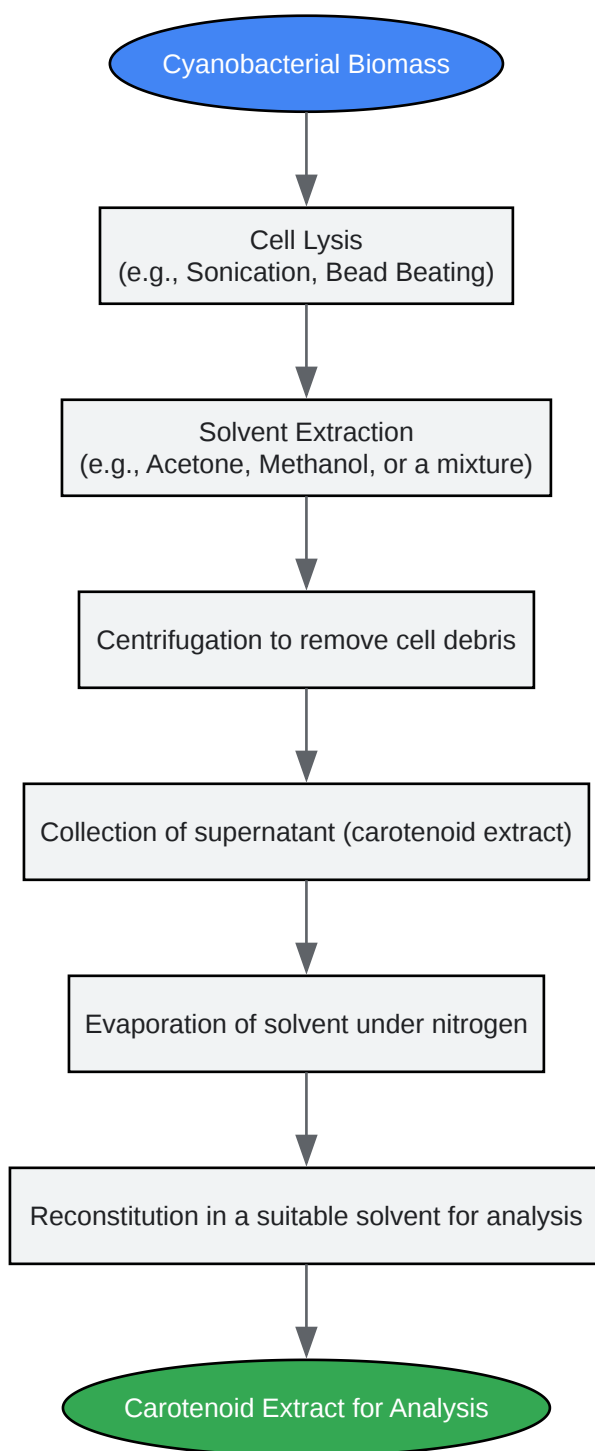 Cyanobacterial Biomass
Cell Lysis
(e.g., Sonication, Bead Beating)
Solvent Extraction
(e.g., Acetone, Methanol, or a mixture)
Centrifugation to remove cell debris
Collection of supernatant (carotenoid extract)
Evaporation of solvent under nitrogen
Reconstitution in a suitable solvent for analysis
Carotenoid Extract for Analysis